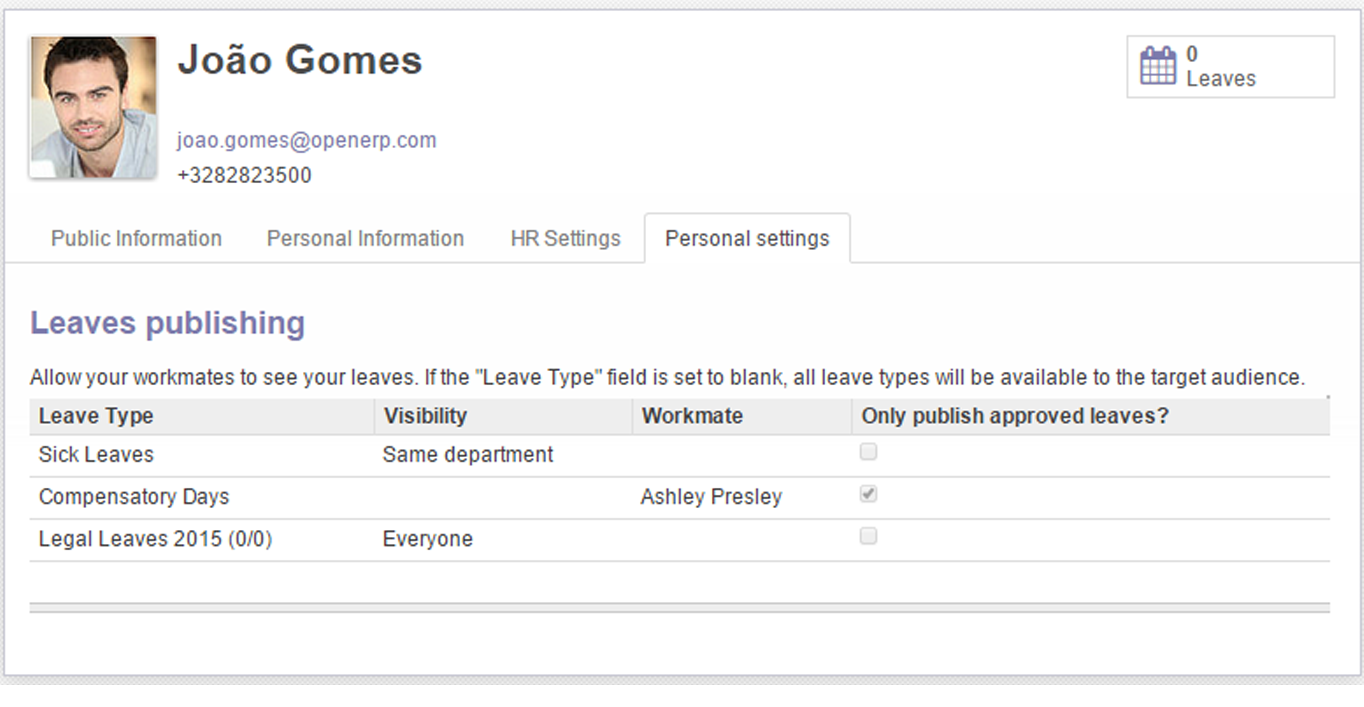 João Gomes
0
Leaves
joao.gomes@openerp.com
+3282823500
Public Information Personal Information HR Settings Personal settings
Leaves publishing
Allow your workmates to see your leaves. If the "Leave Type" field is set to blank, all leave types will be available to the target audience.
Leave Type Visibility Workmate Only publish approved leaves?
Sick Leaves Same department
Compensatory Days Ashley Presley
Legal Leaves 2015 (0/0) Everyone